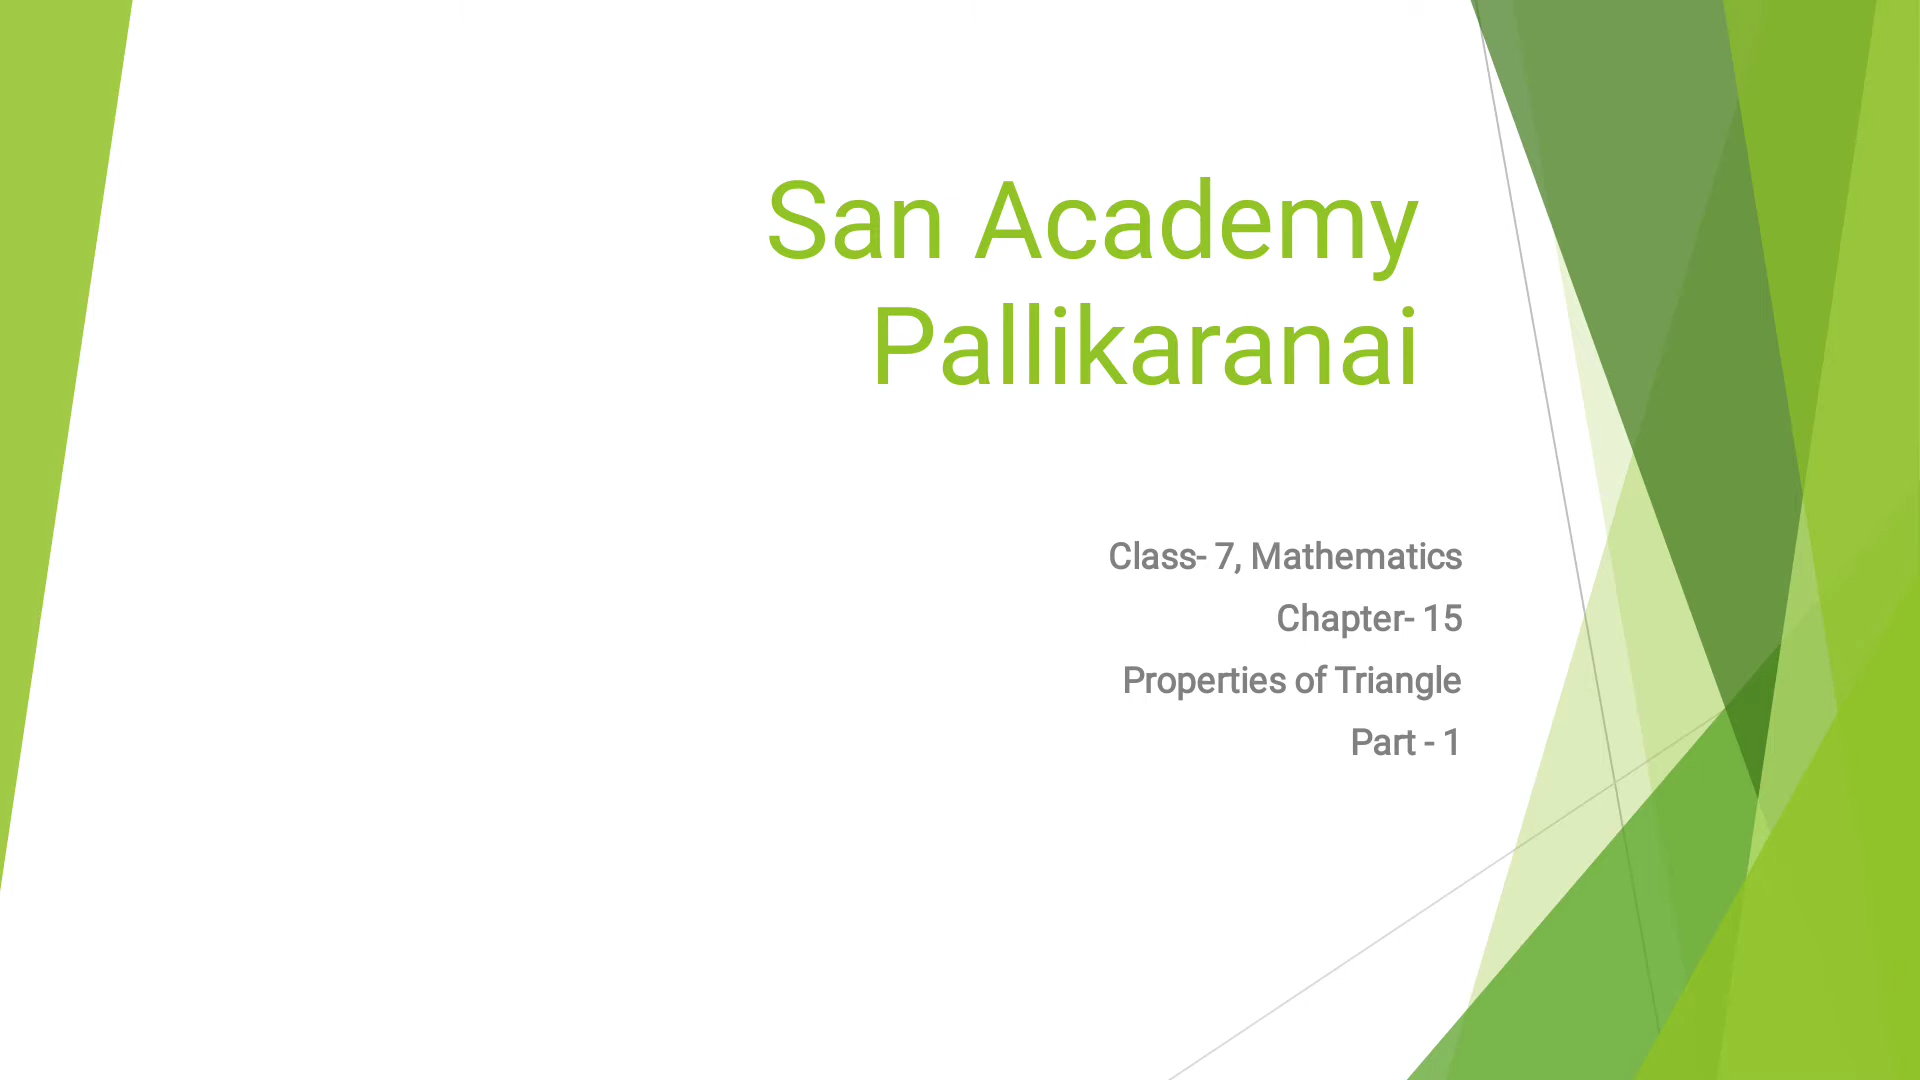 San Academy
Pallikaranai
Class- 7, Mathematics
Chapter- 15
Properties of Triangle
Part - 1